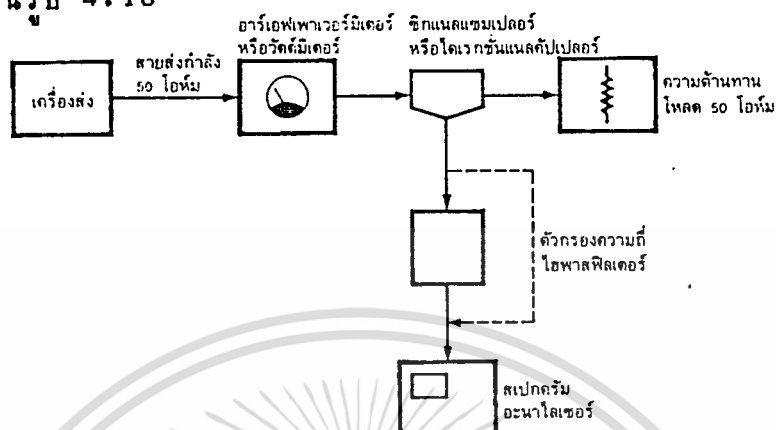 นรูป 4.10
อาร์เอฟเพาเวอร์มิเตอร์
หรือวัตต์มิเตอร์
ซิกแนลแซมเปลอร์
หรือไดเรกชั่นแนลคัปเปลอร์
สายส่งกำลัง
50 โอห์ม
เครื่องส่ง
ความต้านทาน
โหลด 50 โอห์ม
ตัวกรองความถี่
ไฮพาสฟิลเตอร์
สเปกตรัม
อะนาไลเซอร์